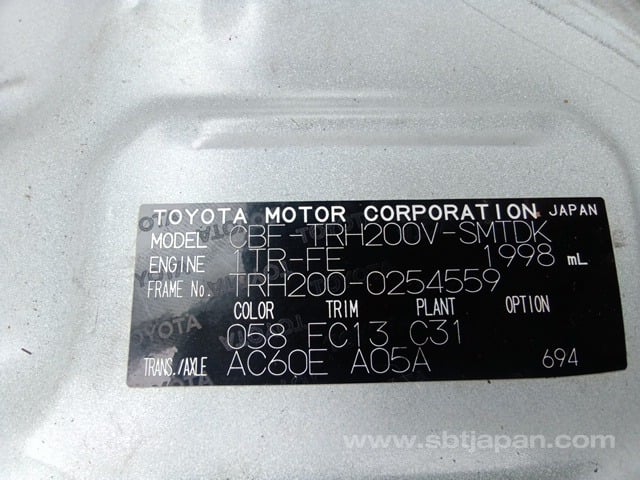 TOYOTA MOTOR CORPORATION JAPAN
MODEL CBF-TRH200V-SMTDK
ENGINE 1TR-FE 1998 mL
FRAME NO. TRH200-0254559
COLOR TRIM PLANT OPTION
058 FC13 C31
TRANS./AXLE AC60E A05A 694
www.sbtjapan.com